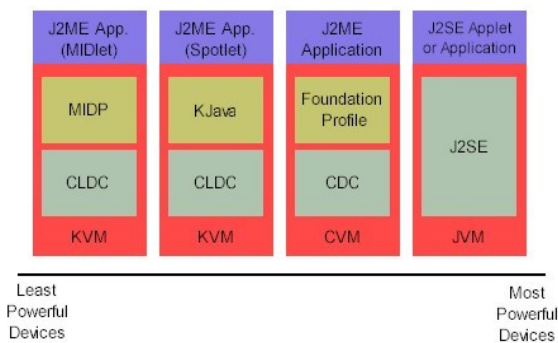 J2ME App.
(MIDlet)
MIDP
CLDC
KVM
J2ME App.
(Spotlet)
KJava
CLDC
KVM
J2ME
Application
Foundation
Profile
CDC
CVM
J2SE Applet
or Application
J2SE
JVM
Least
Powerful
Devices
Most
Powerful
Devices